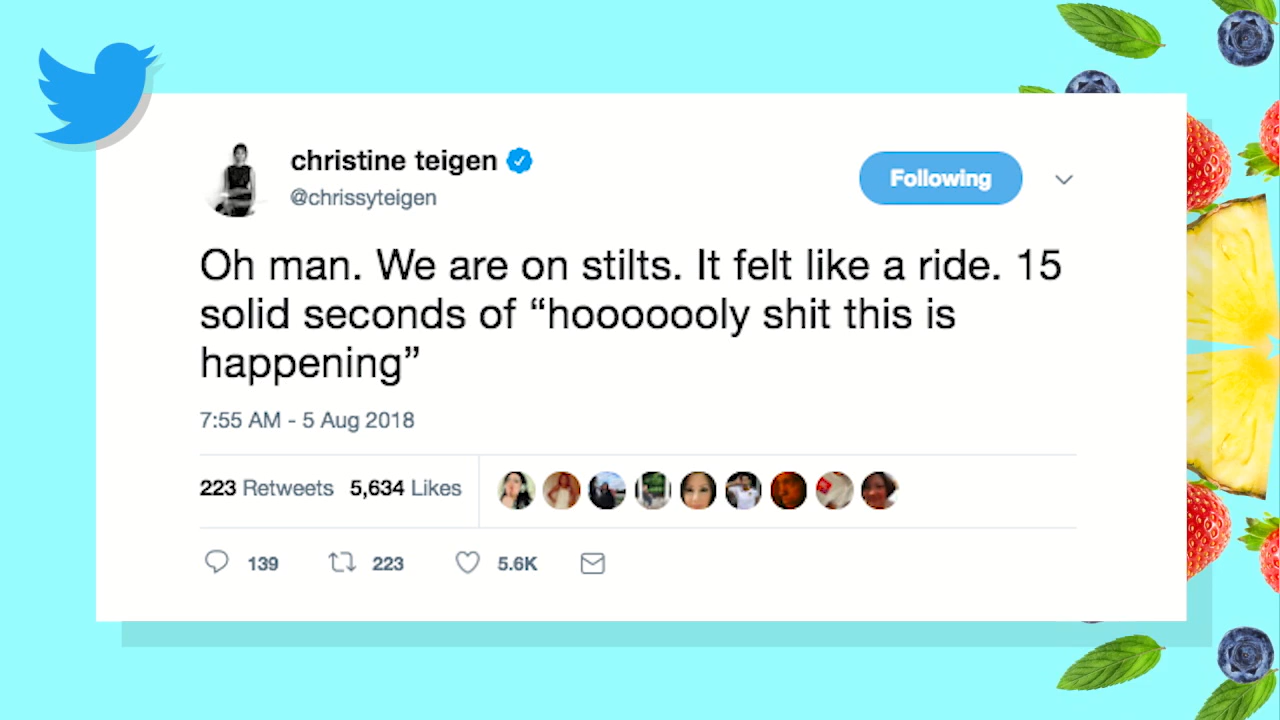 christine teigen
@chrissyteigen
Following
Oh man. We are on stilts. It felt like a ride. 15
solid seconds of “hooooooly shit this is
happening”
7:55 AM - 5 Aug 2018
223 Retweets 5,634 Likes
139 223 5.6K